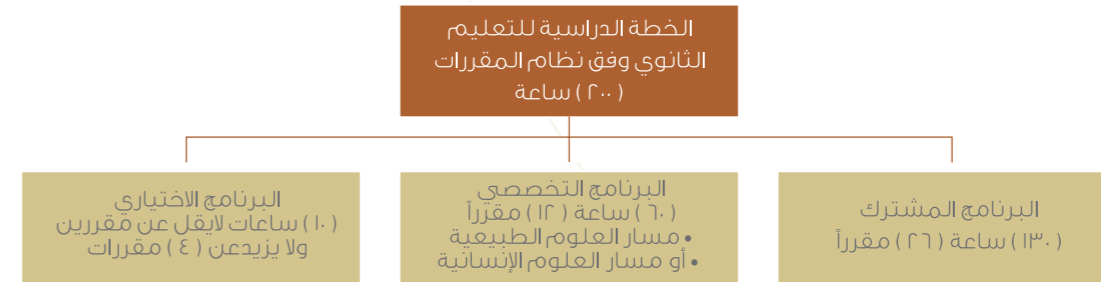 الخطة الدراسية للتعليم
الثانوي وفق نظام المقررات
( ٢٠٠ ) ساعة
البرنامج المشترك
( ١٣٠ ) ساعة ( ٢٦ ) مقرراً
البرنامج التخصصي
( ٦٠ ) ساعة ( ١٢ ) مقرراً
• مسار العلوم الطبيعية
• أو مسار العلوم الإنسانية
البرنامج الاختياري
( ١٠ ) ساعات لايقل عن مقررين
ولا يزيدعن ( ٤ ) مقررات